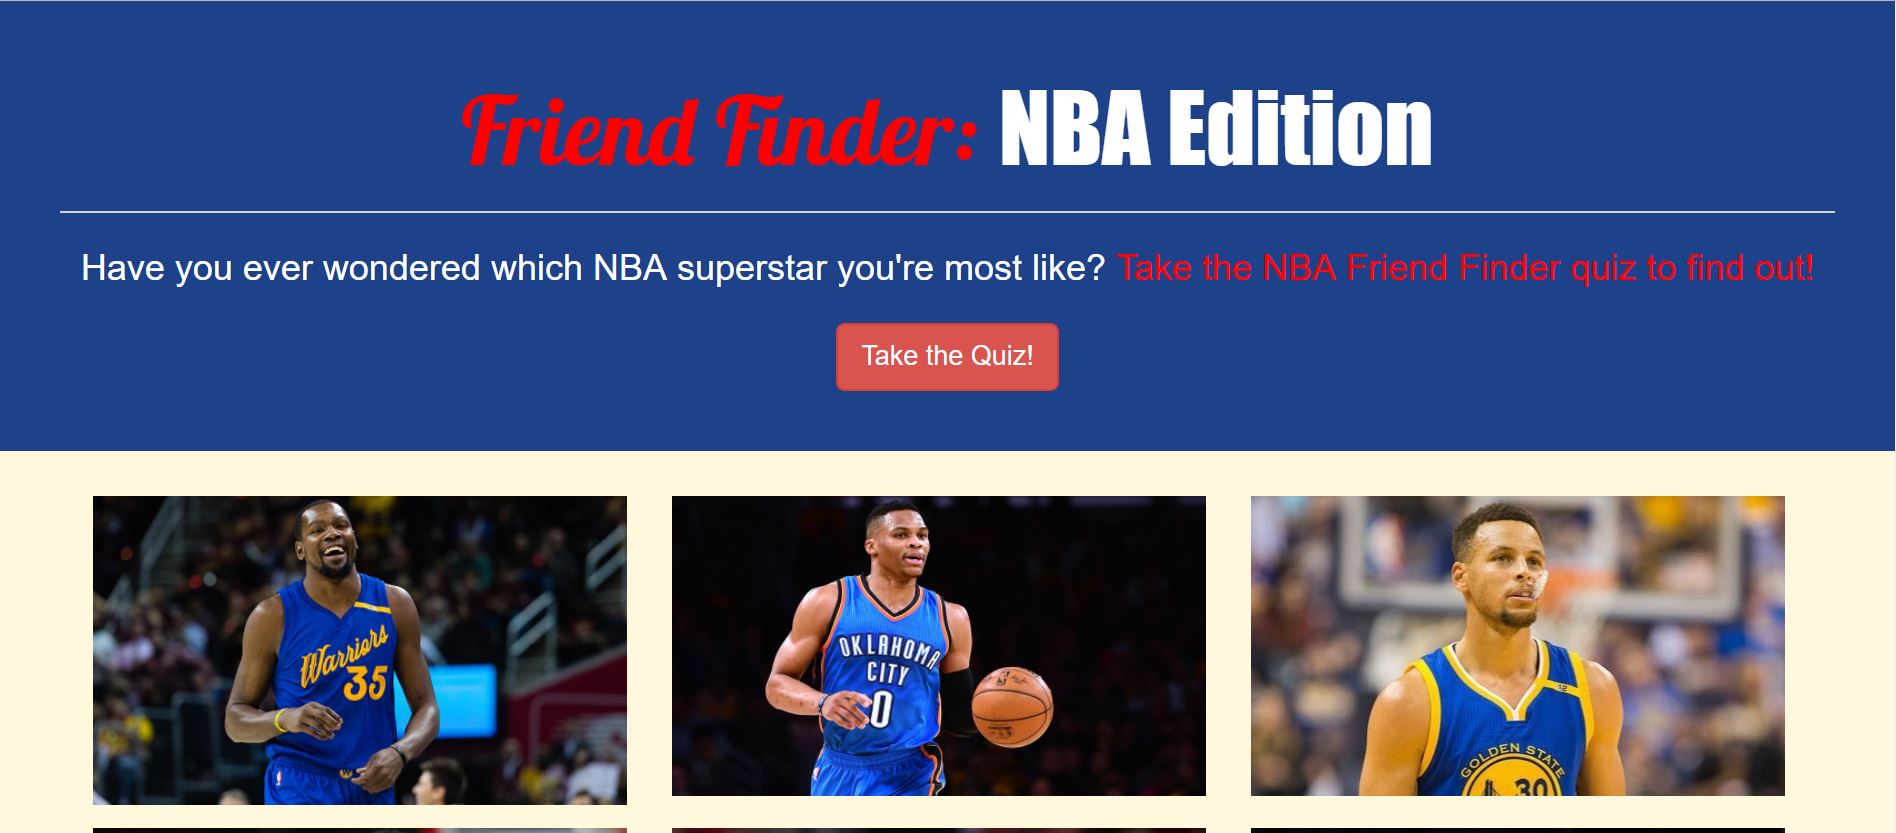 Friend Finder: NBA Edition
Have you ever wondered which NBA superstar you're most like? Take the NBA Friend Finder quiz to find out!
Take the Quiz!
Warriors
35
OKLAHOMA
CITY
0
12
GOLDEN STATE
30